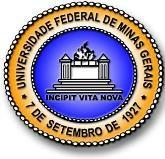 UNIVERSIDADE FEDERAL DE MINAS GERAIS
INCIPIT VITA NOVA
7 DE SETEMBRO DE 1927